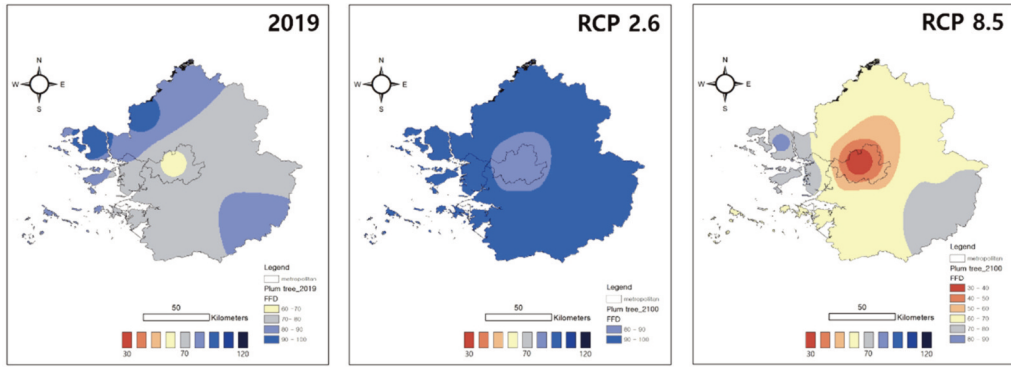 2019
N
W E
S
Legend
metropolitan
Plum tree_2019
FFD
60 - 70
70 - 80
80 - 90
90 - 100
50
Kilometers
30 70 120
RCP 2.6
N
W E
S
Legend
metropolitan
Plum tree_2100
FFD
80 - 90
90 - 100
50
Kilometers
30 70 120
RCP 8.5
N
W E
S
Legend
metropolitan
Plum tree_2100
FFD
30 - 40
40 - 50
50 - 60
60 - 70
70 - 80
80 - 90
50
Kilometers
30 70 120